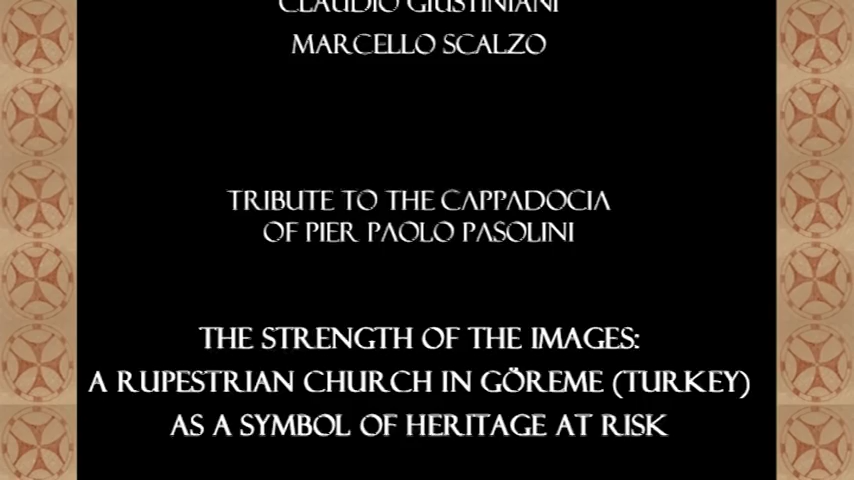 CLAUDIO GIUSTINIANI
MARCELLO SCALZO
TRIBUTE TO THE CAPPADOCIA
OF PIER PAOLO PASOLINI
THE STRENGTH OF THE IMAGES:
A RUPESTRIAN CHURCH IN GÖREME (TURKEY)
AS A SYMBOL OF HERITAGE AT RISK